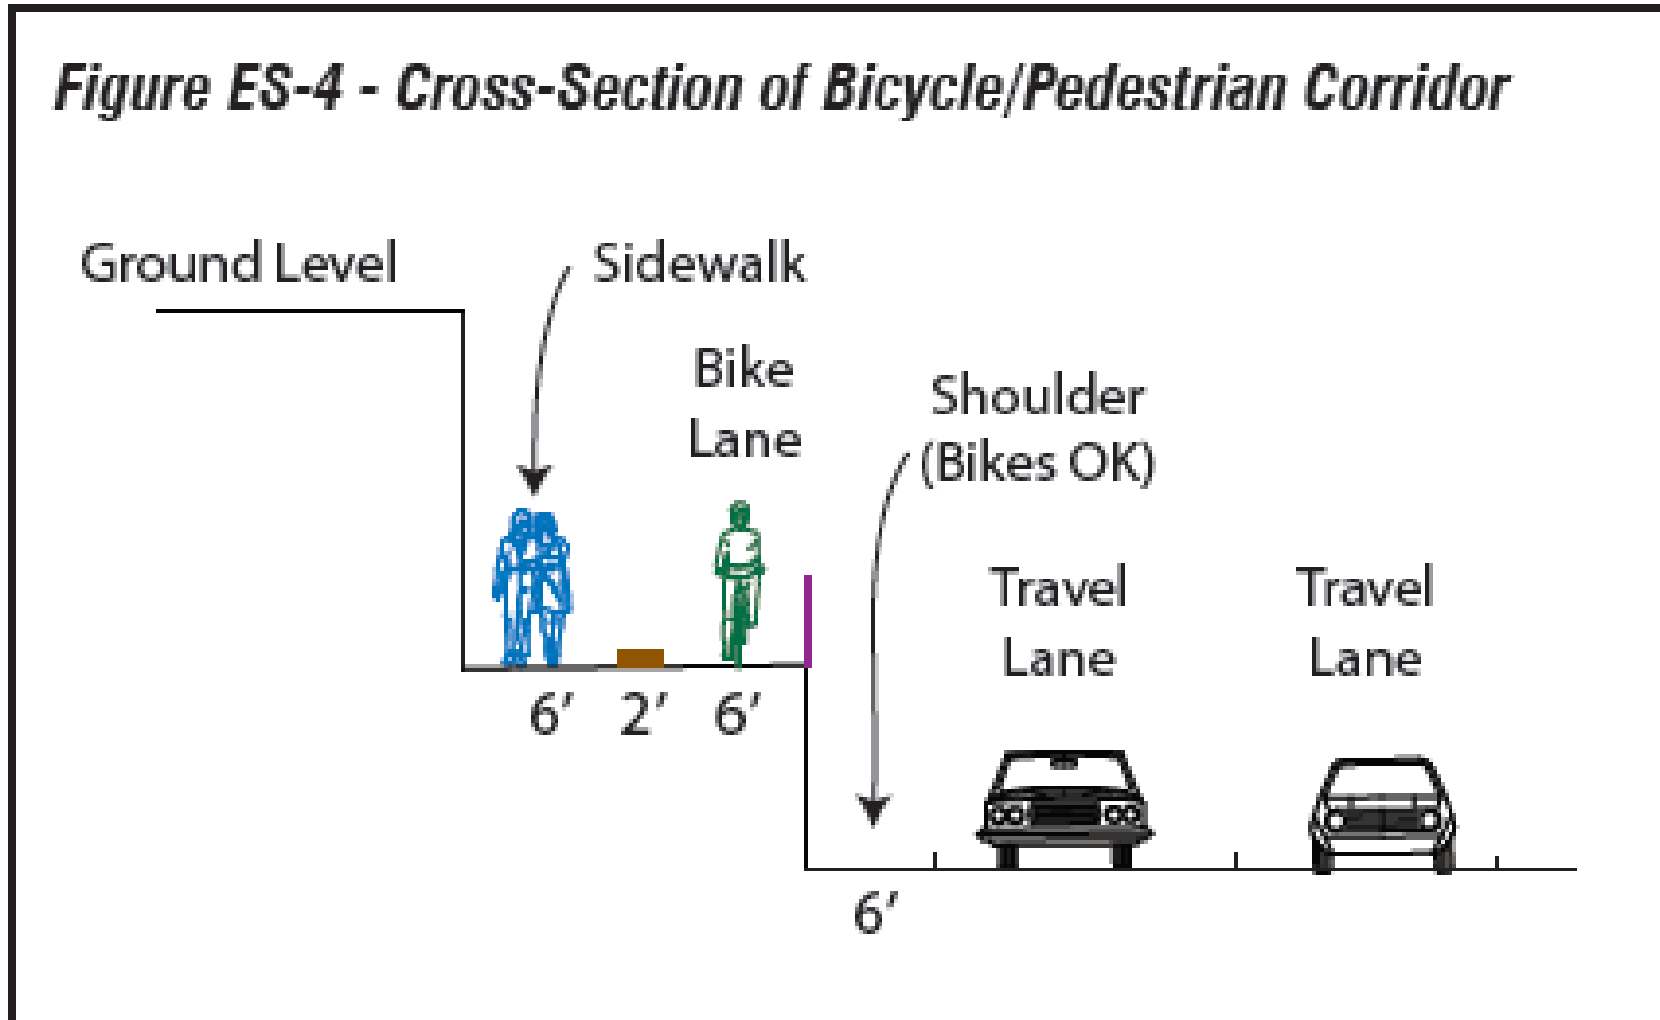 Figure ES-4 - Cross-Section of Bicycle/Pedestrian Corridor
Ground Level
Sidewalk
Bike
Lane
Shoulder
(Bikes OK)
Travel
Lane
Travel
Lane
6’
2’
6’
6’